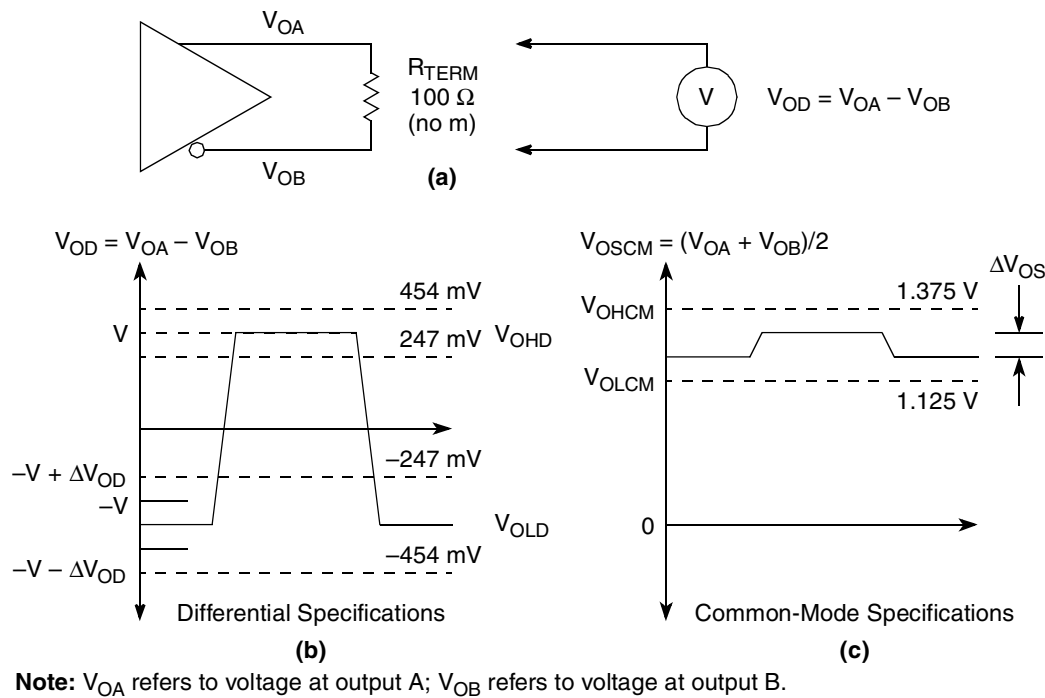 V_OA
R_TERM
100 Ω
(no m)
V_OB
V
V_OD = V_OA – V_OB
(a)
V_OD = V_OA – V_OB
454 mV
V
247 mV
V_OHD
–247 mV
–V + ΔV_OD
–V
V_OLD
–454 mV
–V – ΔV_OD
Differential Specifications
(b)
V_OSCM = (V_OA + V_OB)/2
ΔV_OS
1.375 V
V_OHCM
V_OLCM
1.125 V
0
Common-Mode Specifications
(c)
Note: V_OA refers to voltage at output A; V_OB refers to voltage at output B.